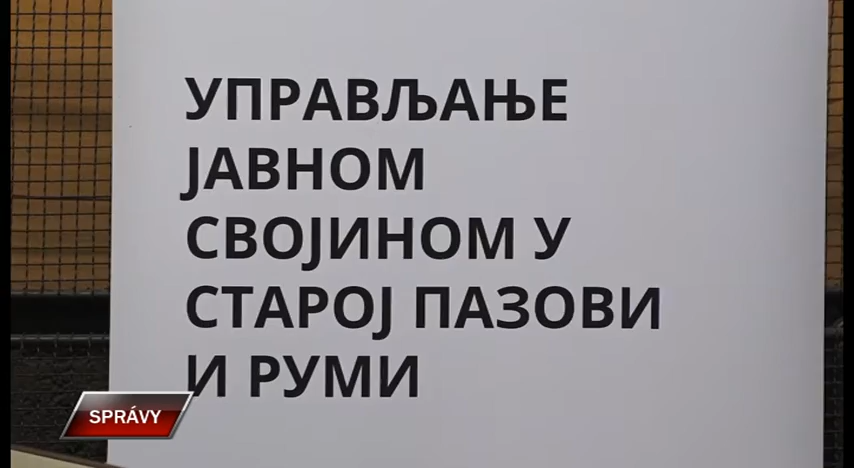 УПРАВЉАЊЕ
ЈАВНОМ
СВОЈИНОМ У
СТАРОЈ ПАЗОВИ
И РУМИ
SPRÁVY